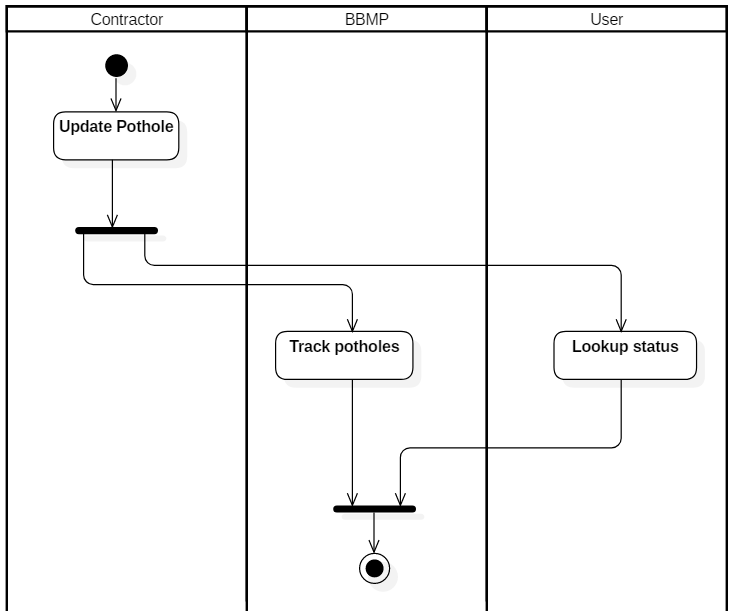 Contractor
BBMP
User
Update Pothole
Track potholes
Lookup status